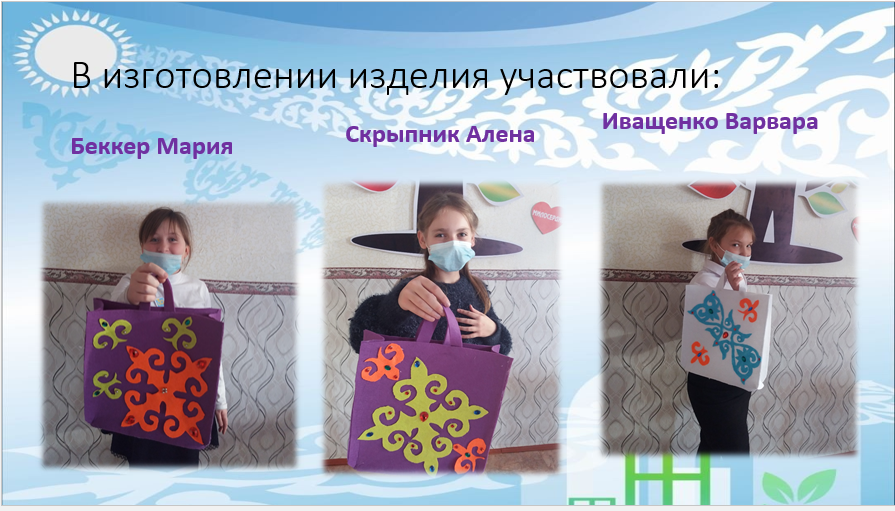 В изготовлении изделия участвовали:
Беккер Мария
Скрыпник Алена
Иващенко Варвара